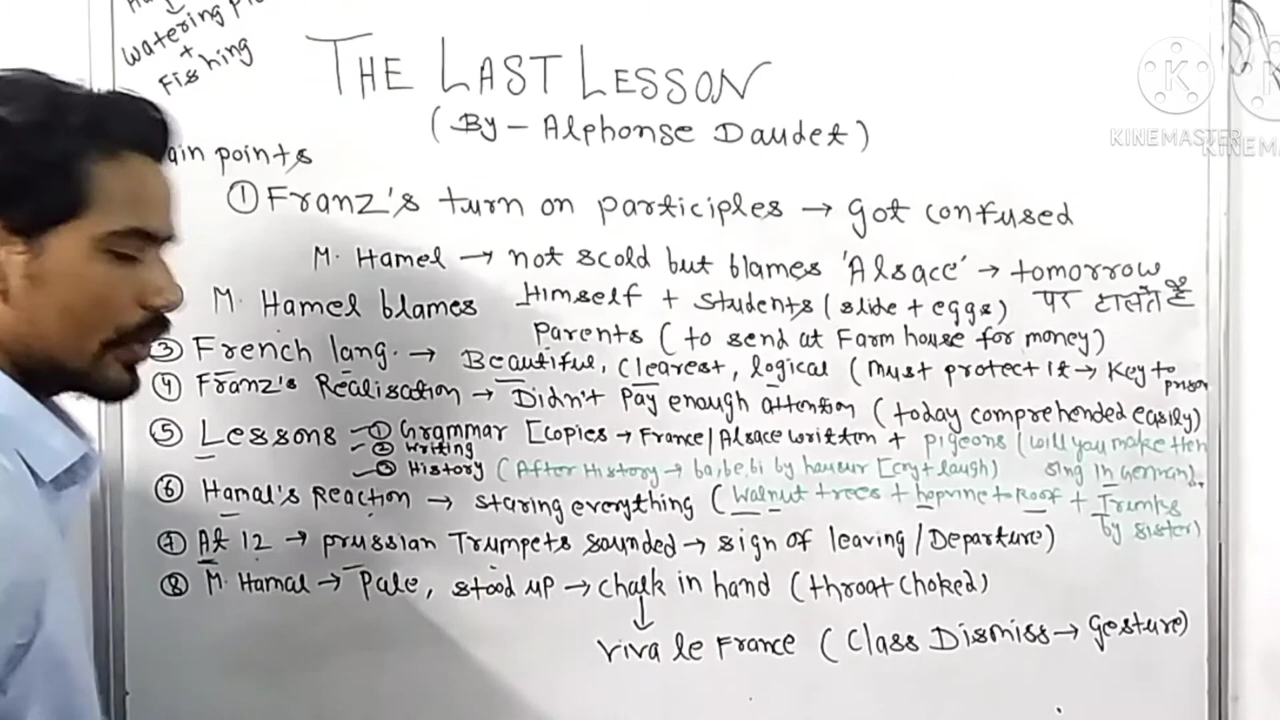 watering
+
Fishing
THE LAST LESSON
(By - Alphonse Daudet)
ain points
① Franz's turn on participles → got confused
M. Hamel → not scold but blames 'Alsace' → tomorrow
पर टालते हैं
M. Hamel blames Himself + Students (slide + eggs)
Parents (to send at Farm house for money)
③ French lang. → Beautiful, Clearest, logical (must protect it → Key to prison
④ Franz's Realisation → Didn't pay enough attention (today comprehended easily)
⑤ Lessons → ① Grammar [copies → France/Alsace written + pigeons (will you make then
② Writing
③ History (After History → ba, be, bi by hausur [cry + laugh) sing in german)
⑥ Hamal's Reaction → staring everything (Walnut trees + hopvine to Roof + Trumks
by sister)
⑦ At 12 → prussian Trumpets sounded → sign of leaving/Departure)
⑧ M. Hamal → Pale, stood up → chalk in hand (throat choked)
↓
viva le France (Class Dismiss → gesture)
K
KINEMASTER
KINEMA